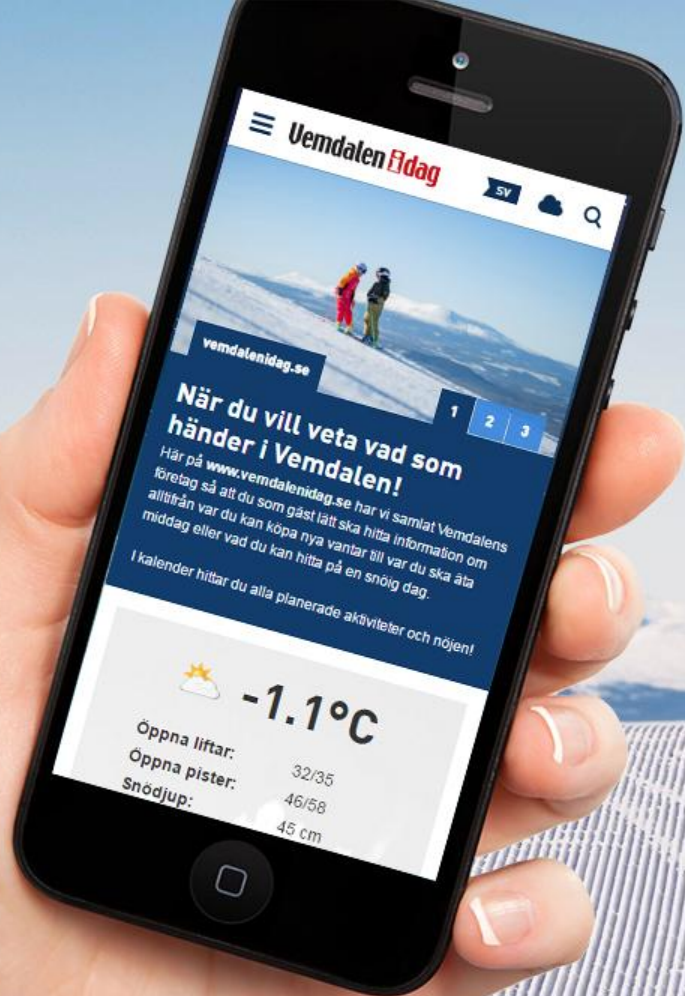 Vemdalen idag
SV
vemdalenidag.se
1 2 3
När du vill veta vad som
händer i Vemdalen!
Här på www.vemdalenidag.se har vi samlat Vemdalens
företag så att du som gäst lätt ska hitta information om
alltifrån var du kan köpa nya vantar till var du ska äta
middag eller vad du kan hitta på en snöig dag.
I kalender hittar du alla planerade aktiviteter och nöjen!
-1.1°C
Öppna liftar: 32/35
Öppna pister: 46/58
Snödjup: 45 cm